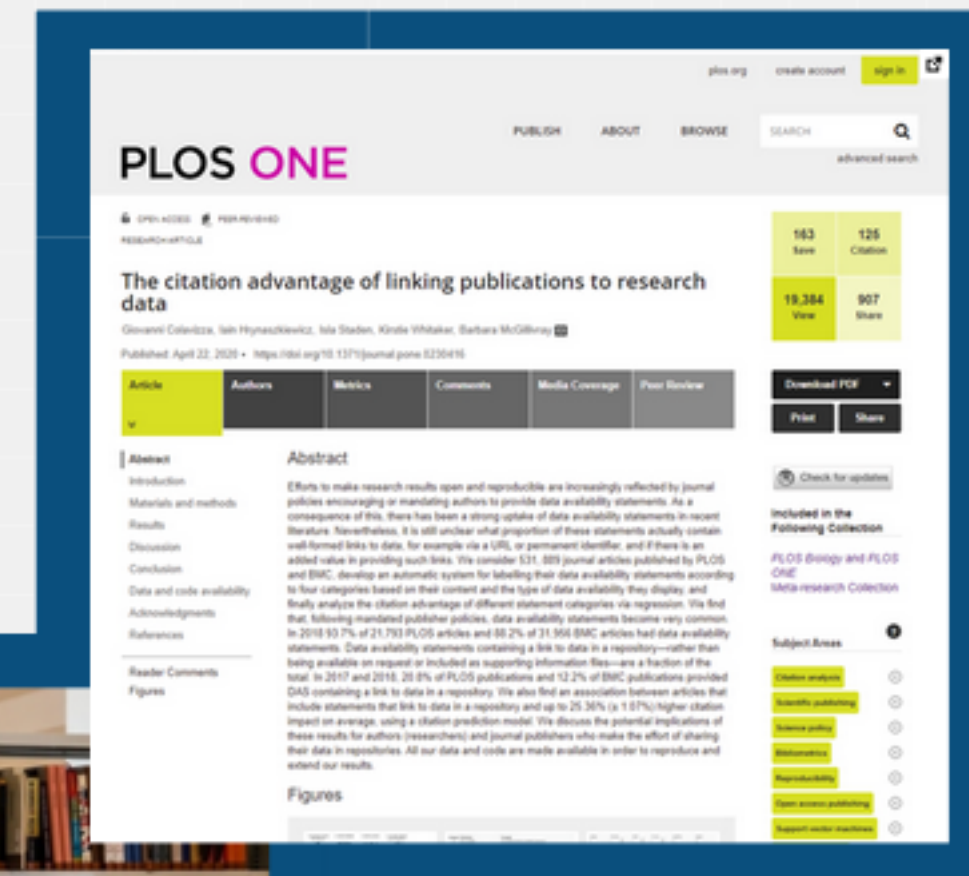 plos.org create account sign in
PUBLISH ABOUT BROWSE SEARCH
advanced search
PLOS ONE
OPEN ACCESS PEER-REVIEWED
RESEARCH ARTICLE
The citation advantage of linking publications to research
data
Giovanni Colavizza, Iain Hrynaszkiewicz, Isla Staden, Kirstie Whitaker, Barbara McGillivray
Published: April 22, 2020 • https://doi.org/10.1371/journal.pone.0230416
163
Save
125
Citation
19,384
View
907
Share
Article Authors Metrics Comments Media Coverage Peer Review
Download PDF
Print Share
Check for updates
Included in the
Following Collection
PLOS Biology and PLOS
ONE
Meta-research Collection
Subject Areas
?
Citation analysis
Scientific publishing
Science policy
Bibliometrics
Reproducibility
Open access publishing
Support vector machines
Abstract
Introduction
Materials and methods
Results
Discussion
Conclusion
Data and code availability
Acknowledgments
References
Reader Comments
Figures
Abstract
Efforts to make research results open and reproducible are increasingly reflected by journal
policies encouraging or mandating authors to provide data availability statements. As a
consequence of this, there has been a strong uptake of data availability statements in recent
literature. Nevertheless, it is still unclear what proportion of these statements actually contain
well-formed links to data, for example via a URL or permanent identifier, and if there is an
added value in providing such links. We consider 531, 889 journal articles published by PLOS
and BMC, develop an automatic system for labelling their data availability statements according
to four categories based on their content and the type of data availability they display, and
finally analyze the citation advantage of different statement categories via regression. We find
that, following mandated publisher policies, data availability statements become very common.
In 2018 93.7% of 21,793 PLOS articles and 88.2% of 31,956 BMC articles had data availability
statements. Data availability statements containing a link to data in a repository—rather than
being available on request or included as supporting information files—are a fraction of the
total. In 2017 and 2018, 20.8% of PLOS publications and 12.2% of BMC publications provided
DAS containing a link to data in a repository. We also find an association between articles that
include statements that link to data in a repository and up to 25.36% (± 1.07%) higher citation
impact on average, using a citation prediction model. We discuss the potential implications of
these results for authors (researchers) and journal publishers who make the effort of sharing
their data in repositories. All our data and code are made available in order to reproduce and
extend our results.
Figures